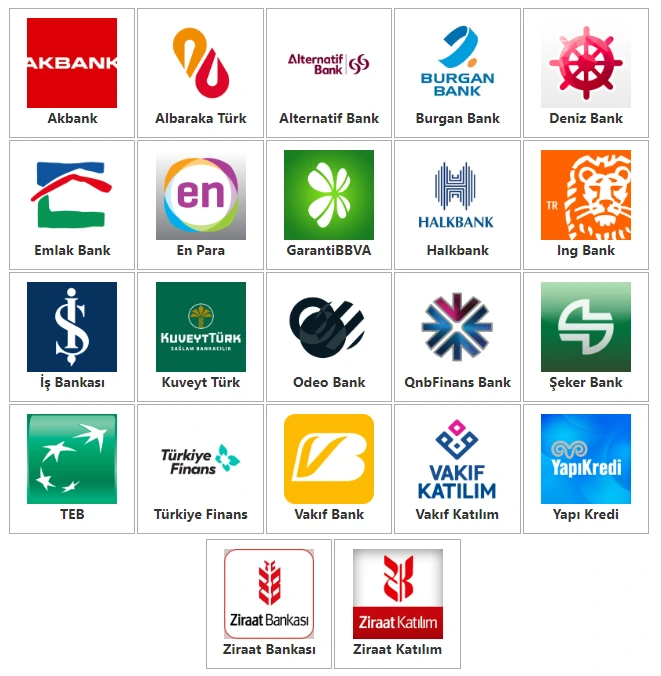 AKBANK
Akbank
Albaraka Türk
Alternatif
Bank
Alternatif Bank
BURGAN
BANK
Burgan Bank
Deniz Bank
Emlak Bank
en
En Para
GarantiBBVA
HALKBANK
Halkbank
TR
Ing Bank
İş Bankası
KUVEYTTÜRK
SAĞLAM BANKACILIK
Kuveyt Türk
Odeo Bank
QnbFinans Bank
Şeker Bank
TEB
Türkiye
Finans
Türkiye Finans
VB
Vakıf Bank
VAKIF
KATILIM
Vakıf Katılım
YapıKredi
Yapı Kredi
Ziraat Bankası
Ziraat Bankası
Ziraat Katılım
Ziraat Katılım